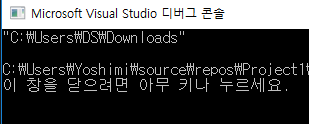 Microsoft Visual Studio 디버그 콘솔
"C:₩Users₩DS₩Downloads"
C:₩Users₩Yoshimi₩source₩repos₩Project1₩
이 창을 닫으려면 아무 키나 누르세요.